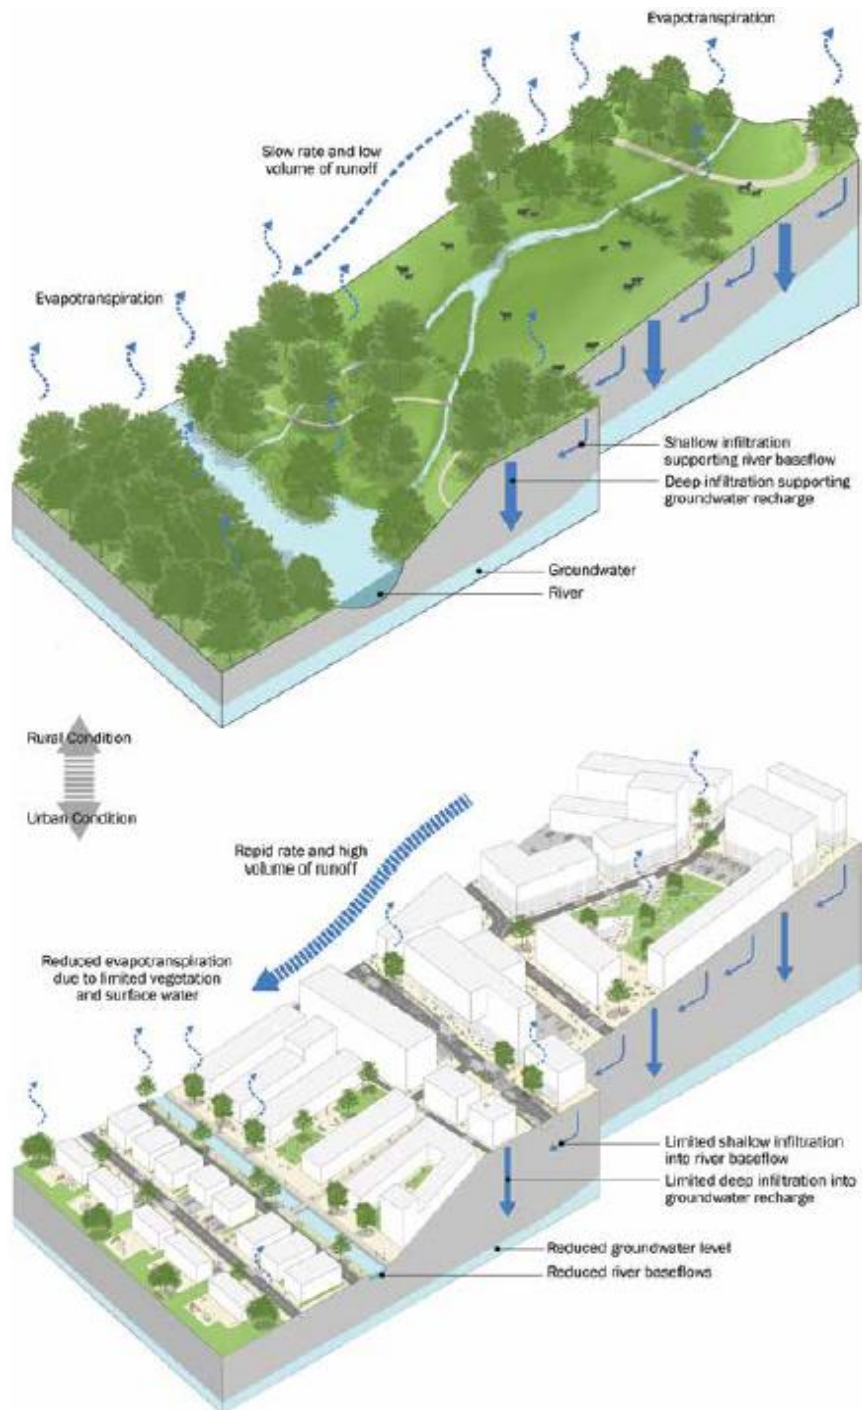 Evapotranspiration
Slow rate and low
volume of runoff
Evapotranspiration
Shallow infiltration
supporting river baseflow
Deep infiltration supporting
groundwater recharge
Groundwater
River
Rural Condition
Urban Condition
Rapid rate and high
volume of runoff
Reduced evapotranspiration
due to limited vegetation
and surface water
Limited shallow infiltration
into river baseflow
Limited deep infiltration into
groundwater recharge
Reduced groundwater level
Reduced river baseflows